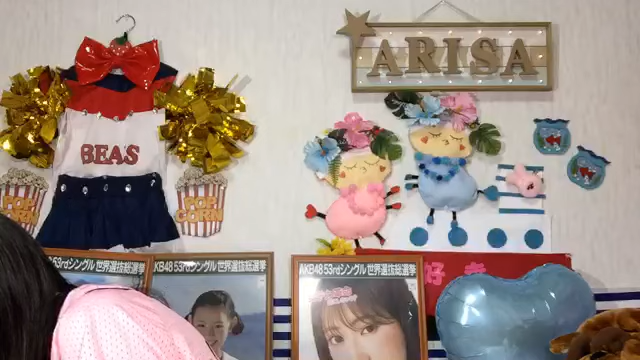 ARISA
BEAS
POP
CORN
POP
CORN
53rdシングル 世界選抜総選挙
KB48 53rdシングル 世界選抜総選挙
AKB48 53rdシングル 世界選抜総選挙
好